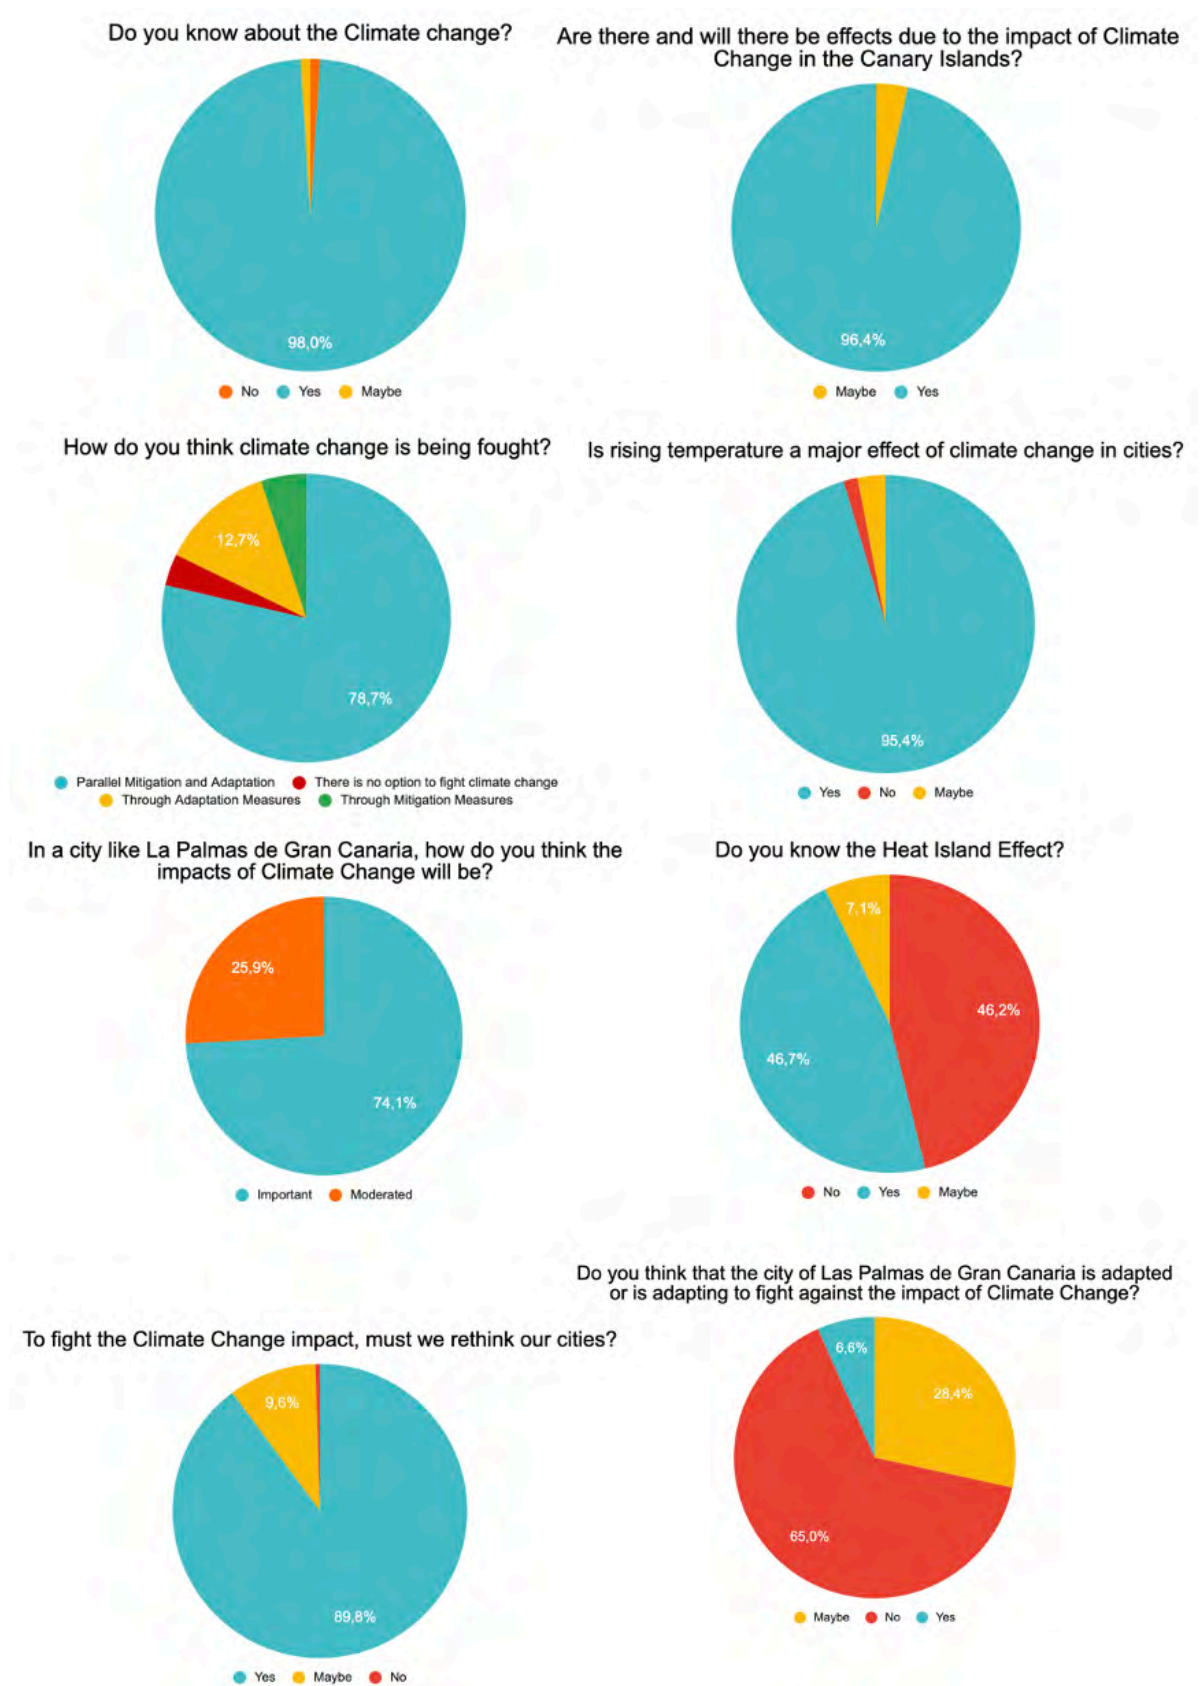 Do you know about the Climate change?
98,0%
No Yes Maybe
Are there and will there be effects due to the impact of Climate
Change in the Canary Islands?
96,4%
Maybe Yes
How do you think climate change is being fought?
12,7%
78,7%
Parallel Mitigation and Adaptation There is no option to fight climate change
Through Adaptation Measures Through Mitigation Measures
Is rising temperature a major effect of climate change in cities?
95,4%
Yes No Maybe
In a city like La Palmas de Gran Canaria, how do you think the
impacts of Climate Change will be?
25,9%
74,1%
Important Moderated
Do you know the Heat Island Effect?
7,1%
46,2%
46,7%
No Yes Maybe
To fight the Climate Change impact, must we rethink our cities?
9,6%
89,8%
Yes Maybe No
Do you think that the city of Las Palmas de Gran Canaria is adapted
or is adapting to fight against the impact of Climate Change?
6,6%
28,4%
65,0%
Maybe No Yes